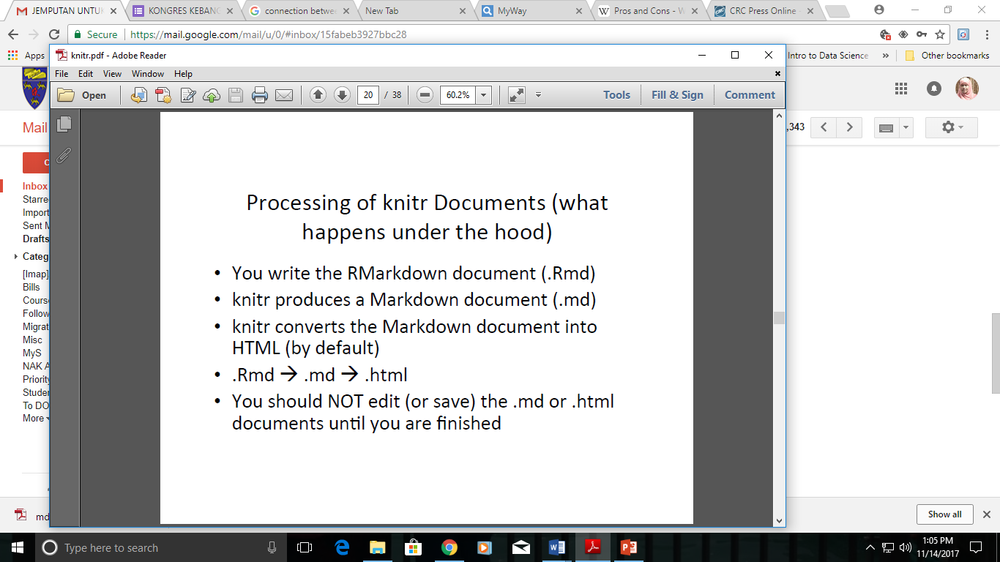 JEMPUTAN UNTUK
KONGRES KEBANG
connection betwee
New Tab
MyWay
Pros and Cons - W
CRC Press Online -
Secure
https://mail.google.com/mail/u/0/#inbox/15fabeb3927bbc28
Apps
Intro to Data Science
»
Other bookmarks
knitr.pdf - Adobe Reader
File Edit View Window Help
Open
20 / 38
60.2%
Tools
Fill & Sign
Comment
Mail
,343
C
Inbox
Starre
Import
Sent M
Drafts
Categ
[Imap]
Bills
Course
Follow
Migrat
Misc
MyS
NAK A
Priority
Studen
To DO
More
Processing of knitr Documents (what
happens under the hood)
• You write the RMarkdown document (.Rmd)
• knitr produces a Markdown document (.md)
• knitr converts the Markdown document into
HTML (by default)
• .Rmd → .md → .html
• You should NOT edit (or save) the .md or .html
documents until you are finished
md
Show all
Type here to search
1:05 PM
11/14/2017